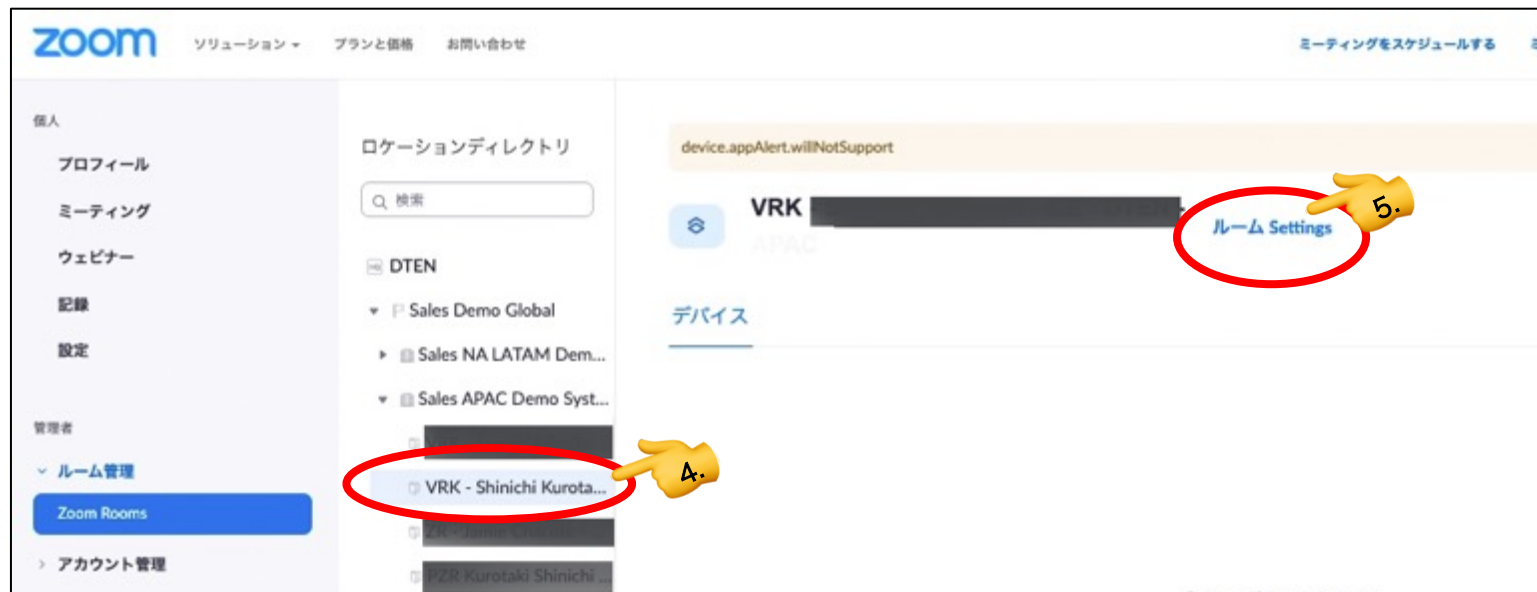 zoom ソリューション プランと価格 お問い合わせ ミーティングをスケジュールする
個人
プロフィール
ミーティング
ウェビナー
記録
設定
管理者
ルーム管理
Zoom Rooms
アカウント管理
ロケーションディレクトリ
検索
DTEN
Sales Demo Global
Sales NA LATAM Dem...
Sales APAC Demo Syst...
VRK - Shinichi Kurota...
4.
PZR Kurotaki Shinichi ...
device.appAlert.willNotSupport
VRK
APAC
ルーム Settings
5.
デバイス